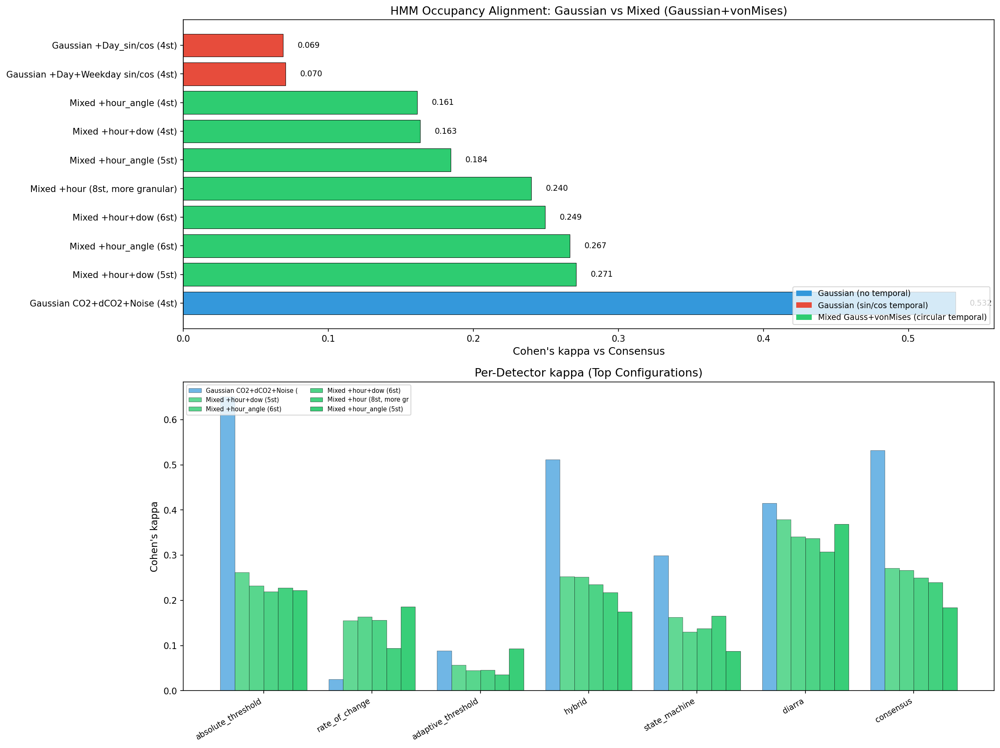 HMM Occupancy Alignment: Gaussian vs Mixed (Gaussian+vonMises)
Gaussian +Day_sin/cos (4st)
0.069
Gaussian +Day+Weekday sin/cos (4st)
0.070
Mixed +hour_angle (4st)
0.161
Mixed +hour+dow (4st)
0.163
Mixed +hour_angle (5st)
0.184
Mixed +hour (8st, more granular)
0.240
Mixed +hour+dow (6st)
0.249
Mixed +hour_angle (6st)
0.267
Mixed +hour+dow (5st)
0.271
Gaussian CO2+dCO2+Noise (4st)
0.532
Gaussian (no temporal)
Gaussian (sin/cos temporal)
Mixed Gauss+vonMises (circular temporal)
0.0 0.1 0.2 0.3 0.4 0.5
Cohen's kappa vs Consensus
Per-Detector kappa (Top Configurations)
Gaussian CO2+dCO2+Noise (
Mixed +hour+dow (5st)
Mixed +hour_angle (6st)
Mixed +hour+dow (6st)
Mixed +hour (8st, more gr
Mixed +hour_angle (5st)
Cohen's kappa
0.6
0.5
0.4
0.3
0.2
0.1
0.0
absolute_threshold
rate_of_change
adaptive_threshold
hybrid
state_machine
diarra
consensus